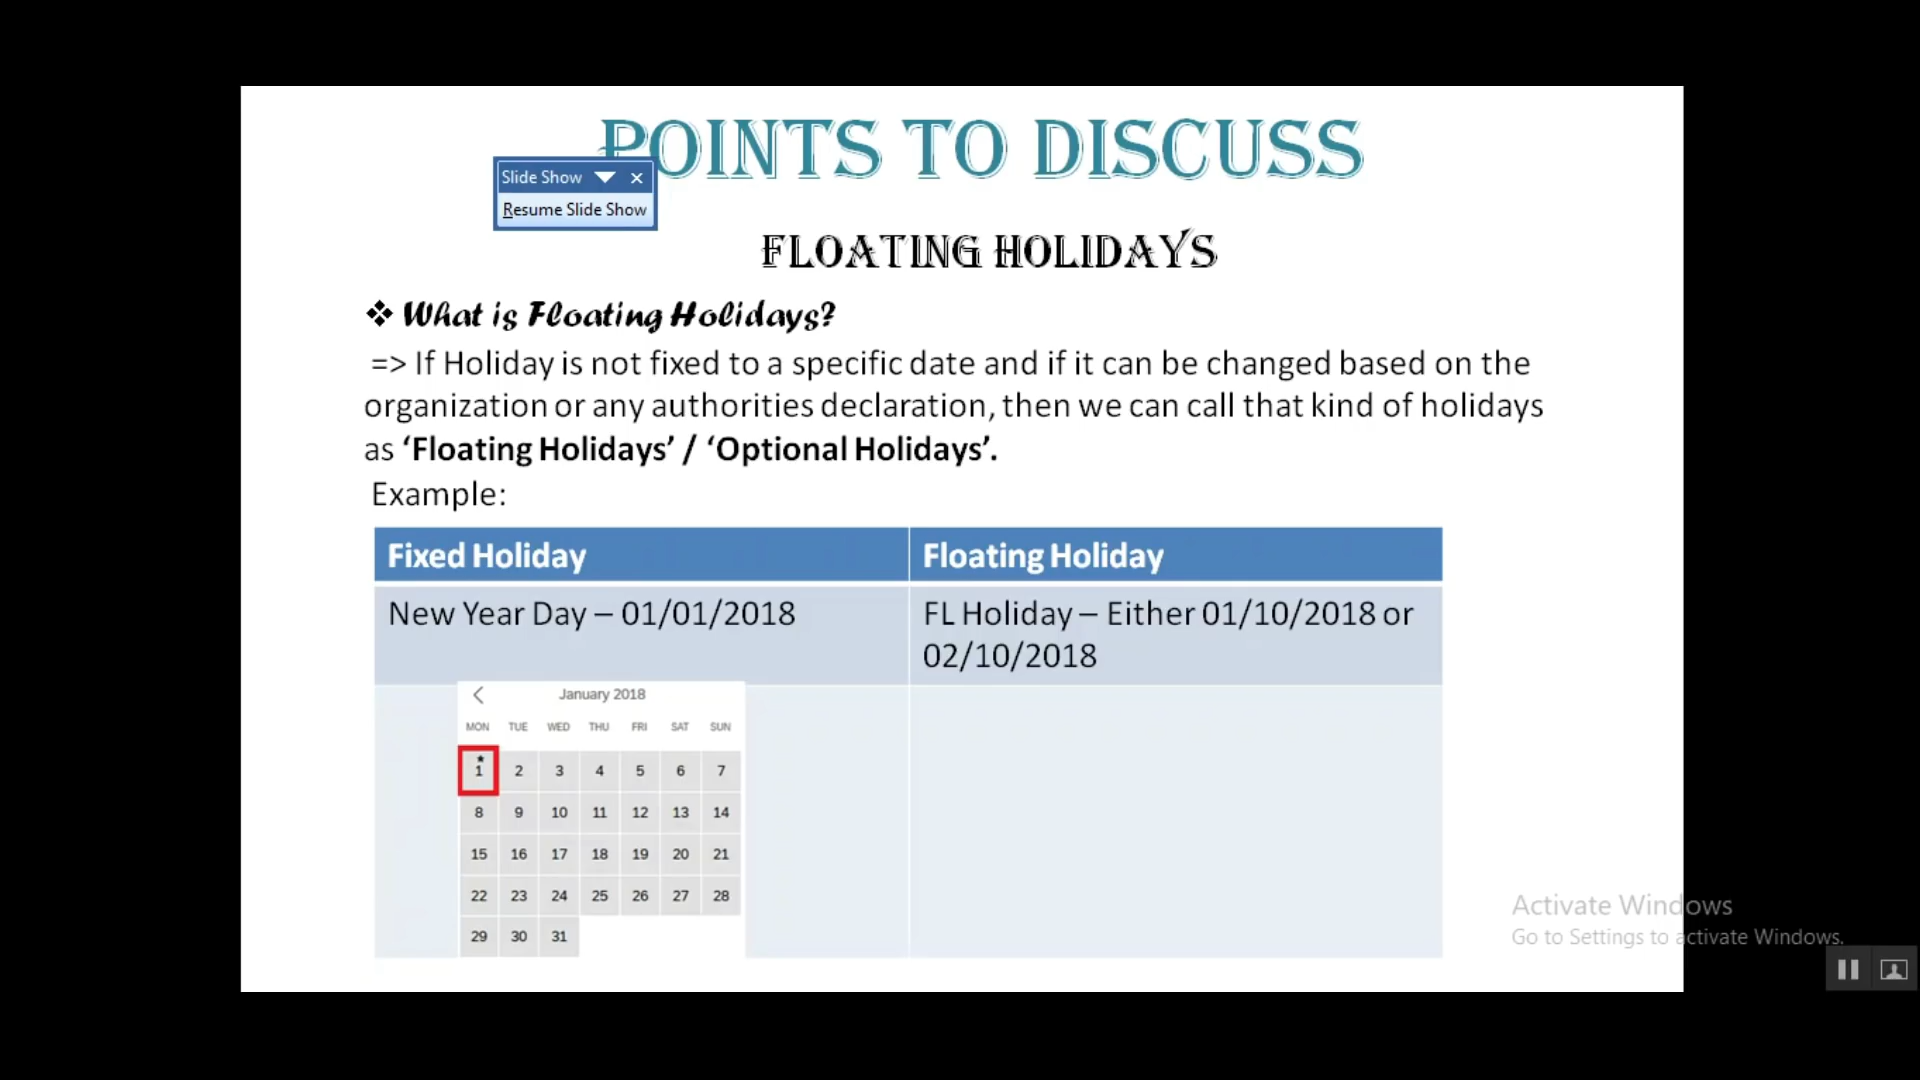 POINTS TO DISCUSS
Slide Show
Resume Slide Show
FLOATING HOLIDAYS
❖ What is Floating Holidays?
=> If Holiday is not fixed to a specific date and if it can be changed based on the
organization or any authorities declaration, then we can call that kind of holidays
as ‘Floating Holidays’ / ‘Optional Holidays’.
Example:
Fixed Holiday
Floating Holiday
New Year Day – 01/01/2018
FL Holiday – Either 01/10/2018 or
02/10/2018
January 2018
MON TUE WED THU FRI SAT SUN
1 2 3 4 5 6 7
8 9 10 11 12 13 14
15 16 17 18 19 20 21
22 23 24 25 26 27 28
29 30 31
Activate Windows
Go to Settings to activate Windows.